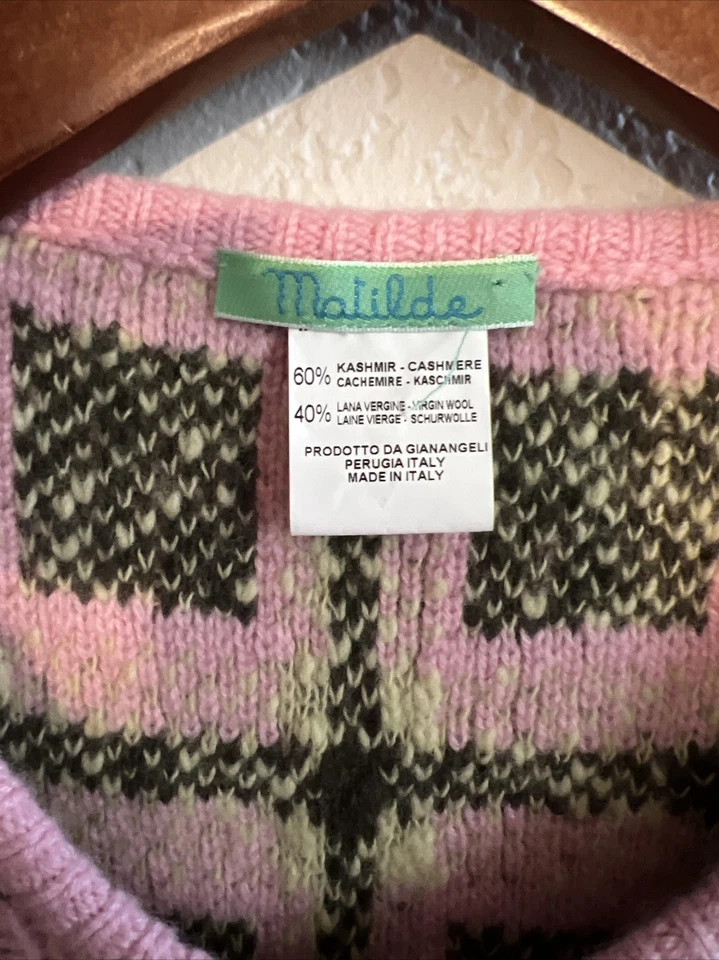 Matilde
60% KASHMIR - CASHMERE
CACHEMIRE - KASCHMIR
40% LANA VERGINE - VIRGIN WOOL
LAINE VIERGE - SCHURWOLLE
PRODOTTO DA GIANANGELI
PERUGIA ITALY
MADE IN ITALY